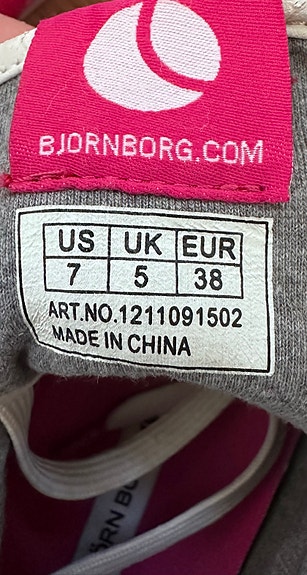 BJORNBORG.COM
US UK EUR
7 5 38
ART.NO.1211091502
MADE IN CHINA